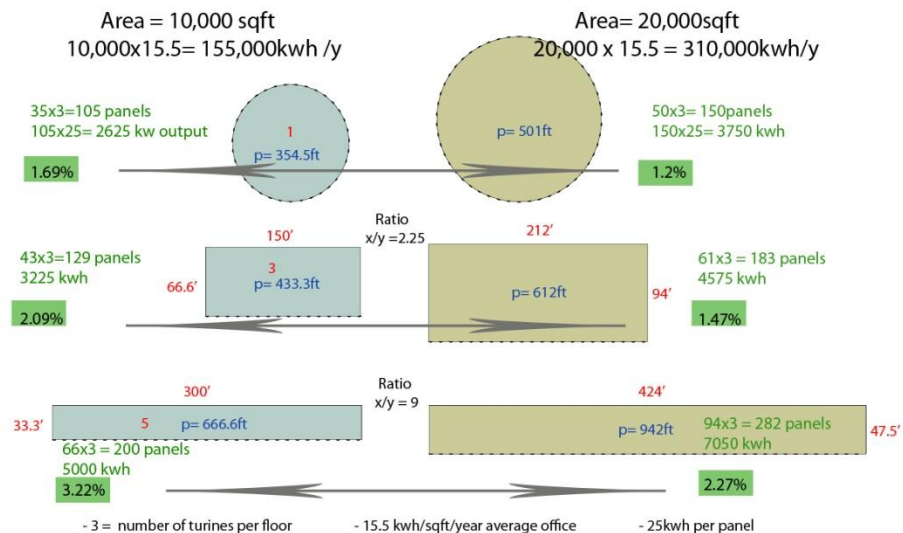 Area = 10,000 sqft
10,000x15.5= 155,000kwh /y
Area= 20,000sqft
20,000 x 15.5 = 310,000kwh/y
35x3=105 panels
105x25= 2625 kw output
1.69%
1
p= 354.5ft
p= 501ft
50x3= 150panels
150x25= 3750 kwh
1.2%
Ratio
x/y =2.25
43x3=129 panels
3225 kwh
2.09%
150'
66.6'
3
p= 433.3ft
212'
p= 612ft
94'
61x3 = 183 panels
4575 kwh
1.47%
Ratio
x/y = 9
300'
33.3'
5
p= 666.6ft
66x3 = 200 panels
5000 kwh
3.22%
424'
p= 942ft
94x3 = 282 panels
7050 kwh
47.5'
2.27%
- 3 = number of turines per floor
- 15.5 kwh/sqft/year average office
- 25kwh per panel